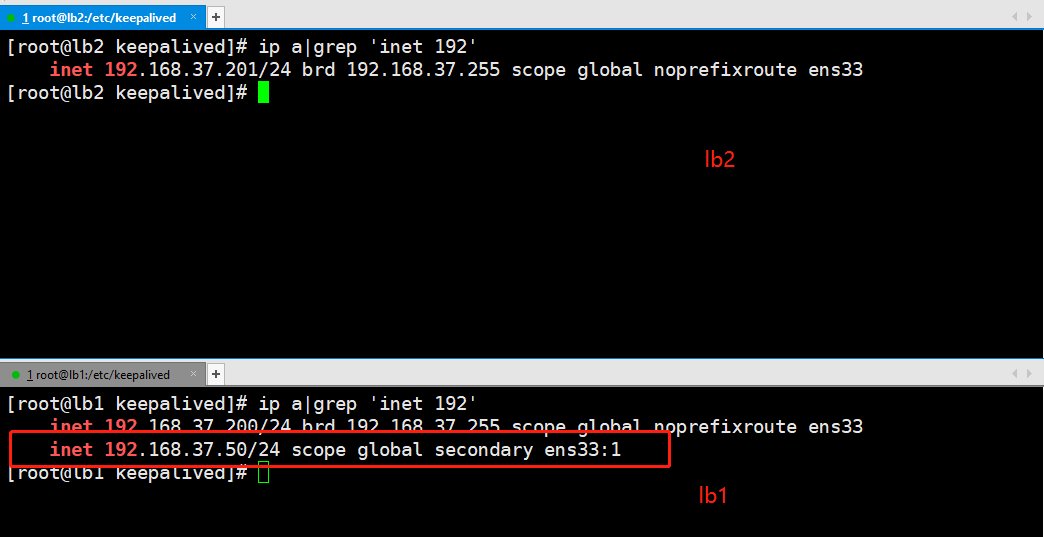 1 root@lb2:/etc/keepalived × +
[root@lb2 keepalived]# ip a|grep 'inet 192'
    inet 192.168.37.201/24 brd 192.168.37.255 scope global noprefixroute ens33
[root@lb2 keepalived]#
lb2
1 root@lb1:/etc/keepalived × +
[root@lb1 keepalived]# ip a|grep 'inet 192'
    inet 192.168.37.200/24 brd 192.168.37.255 scope global noprefixroute ens33
    inet 192.168.37.50/24 scope global secondary ens33:1
[root@lb1 keepalived]#
lb1